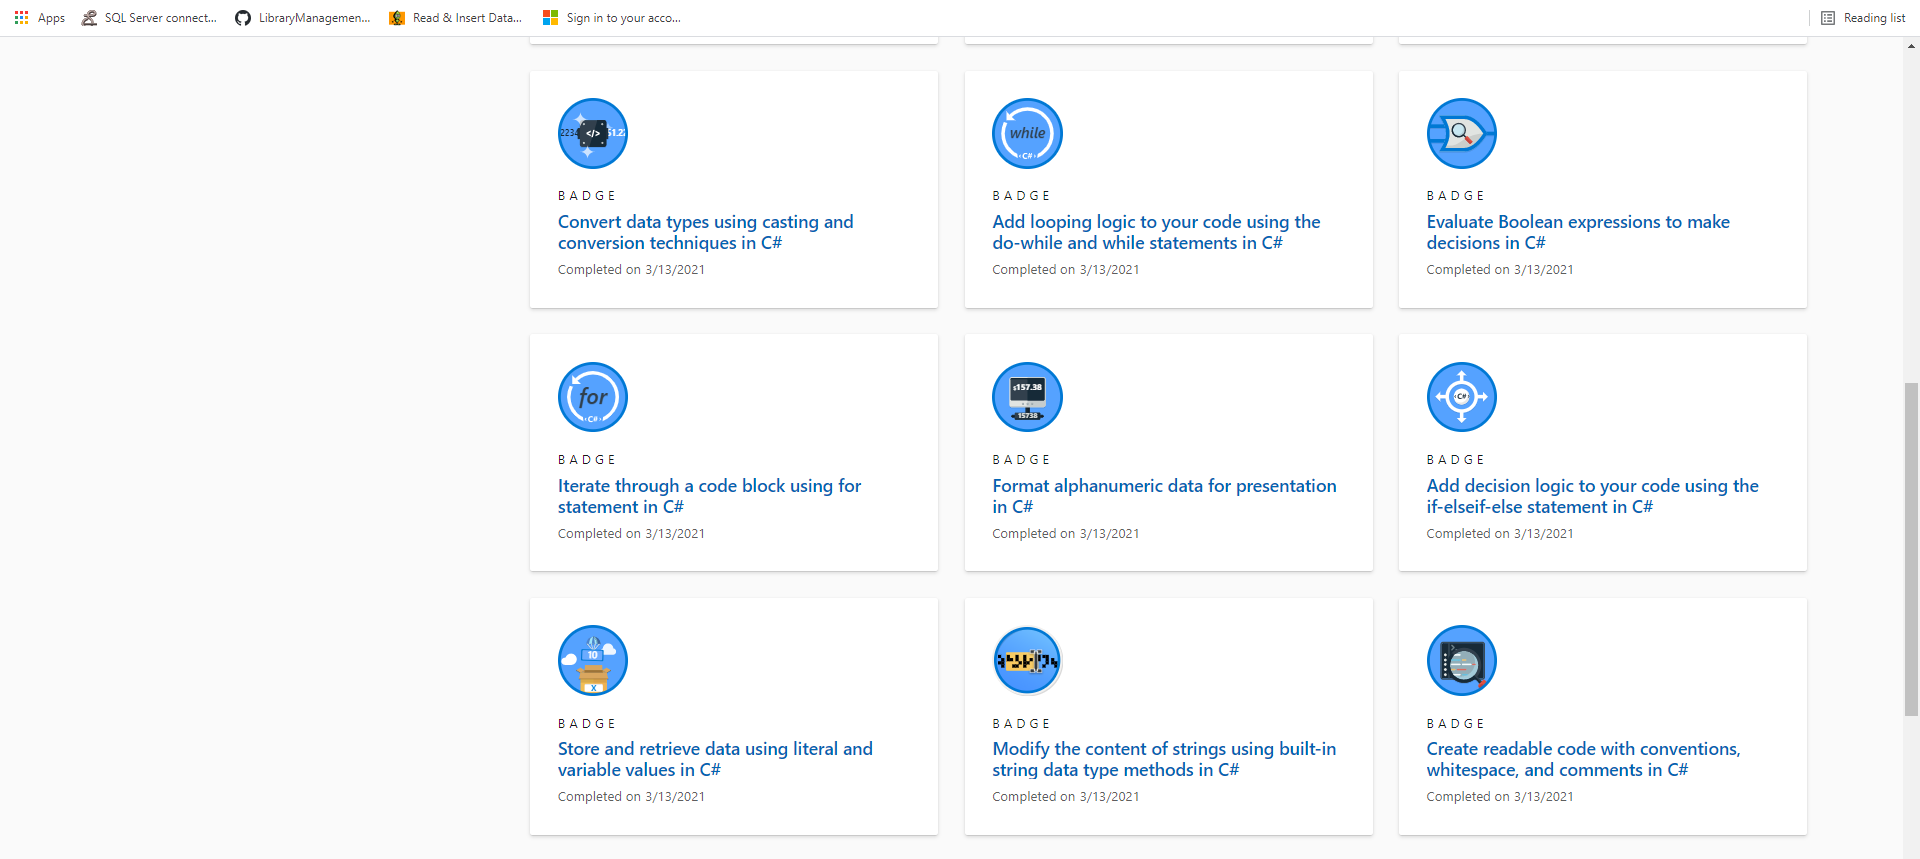 Apps SQL Server connect... LibraryManagemen... Read & Insert Data... Sign in to your acco... Reading list
</> 2234 51.22
while
C#
BADGE
Convert data types using casting and
conversion techniques in C#
Completed on 3/13/2021
BADGE
Add looping logic to your code using the
do-while and while statements in C#
Completed on 3/13/2021
BADGE
Evaluate Boolean expressions to make
decisions in C#
Completed on 3/13/2021
for
C#
BADGE
Iterate through a code block using for
statement in C#
Completed on 3/13/2021
$157.38
15738
BADGE
Format alphanumeric data for presentation
in C#
Completed on 3/13/2021
C#
BADGE
Add decision logic to your code using the
if-elseif-else statement in C#
Completed on 3/13/2021
10
X
BADGE
Store and retrieve data using literal and
variable values in C#
Completed on 3/13/2021
BADGE
Modify the content of strings using built-in
string data type methods in C#
Completed on 3/13/2021
BADGE
Create readable code with conventions,
whitespace, and comments in C#
Completed on 3/13/2021